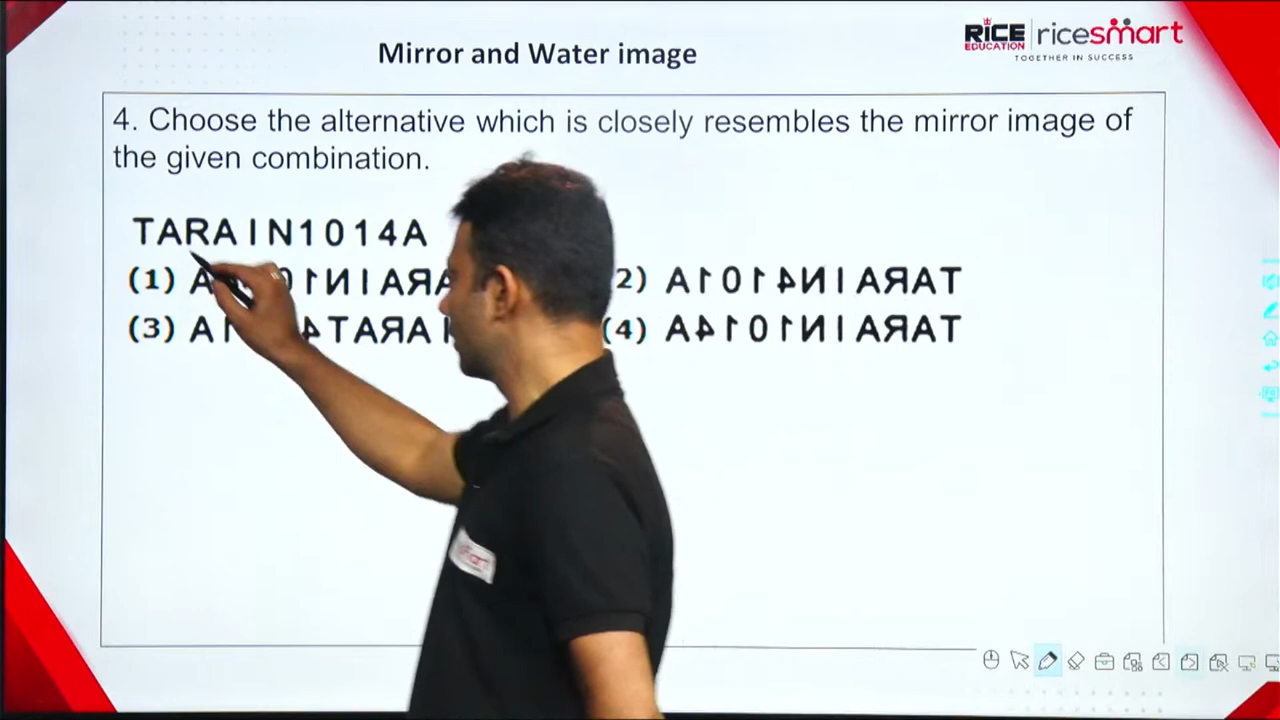 Mirror and Water image
RICE EDUCATION ricesmart
TOGETHER IN SUCCESS
4. Choose the alternative which is closely resembles the mirror image of
the given combination.
TARAIN1014A
(1)
2) A1014NIARAT
(3)
(4) A4101NIARAT